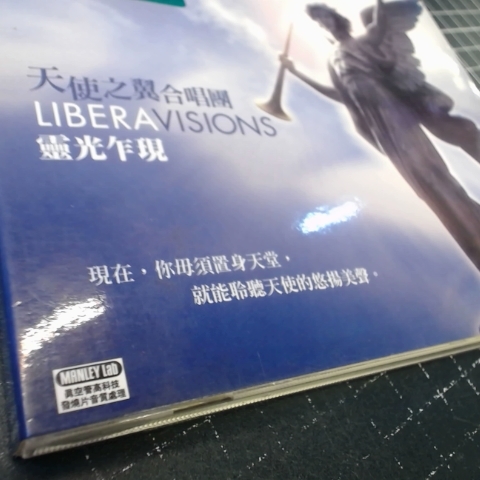 天使之翼合唱團
LIBERAVISIONS
靈光乍現
現在，你毋須置身天堂，
就能聆聽天使的悠揚美聲。
MANLEY Lab
真空管高科技
發燒片音質處理